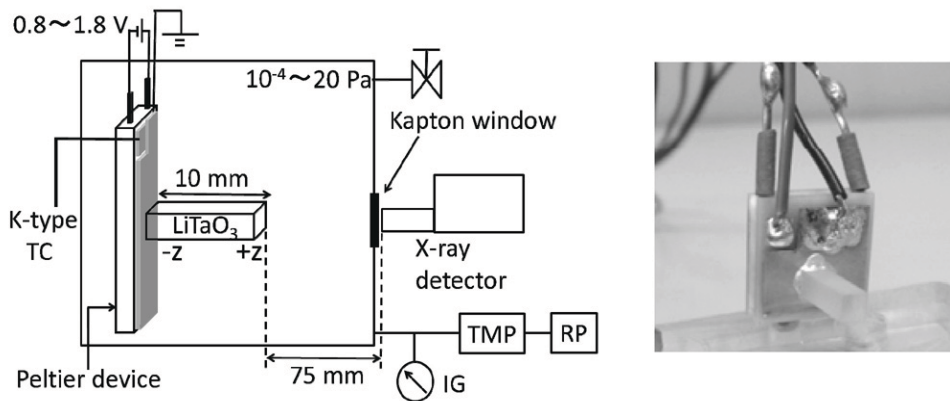 0.8～1.8 V
10⁻⁴～20 Pa
Kapton window
10 mm
K-type
TC
LiTaO₃
-z
+z
X-ray
detector
TMP
RP
75 mm
Peltier device
IG